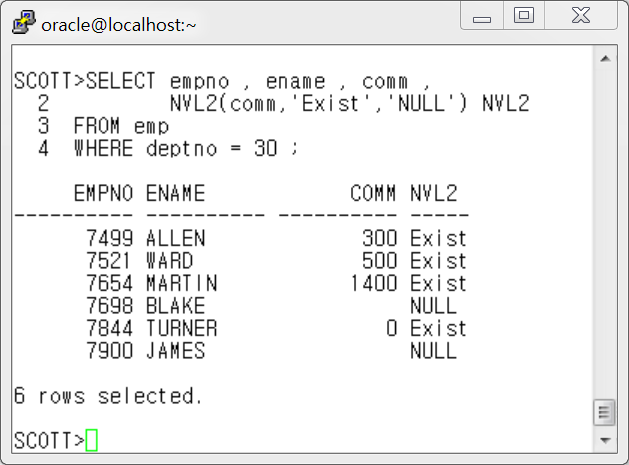 oracle@localhost:~
SCOTT>SELECT empno , ename , comm ,
  2          NVL2(comm,'Exist','NULL') NVL2
  3  FROM emp
  4  WHERE deptno = 30 ;
     EMPNO ENAME            COMM NVL2
---------- ---------- ---------- -----
      7499 ALLEN             300 Exist
      7521 WARD              500 Exist
      7654 MARTIN           1400 Exist
      7698 BLAKE                 NULL
      7844 TURNER              0 Exist
      7900 JAMES                 NULL
6 rows selected.
SCOTT>